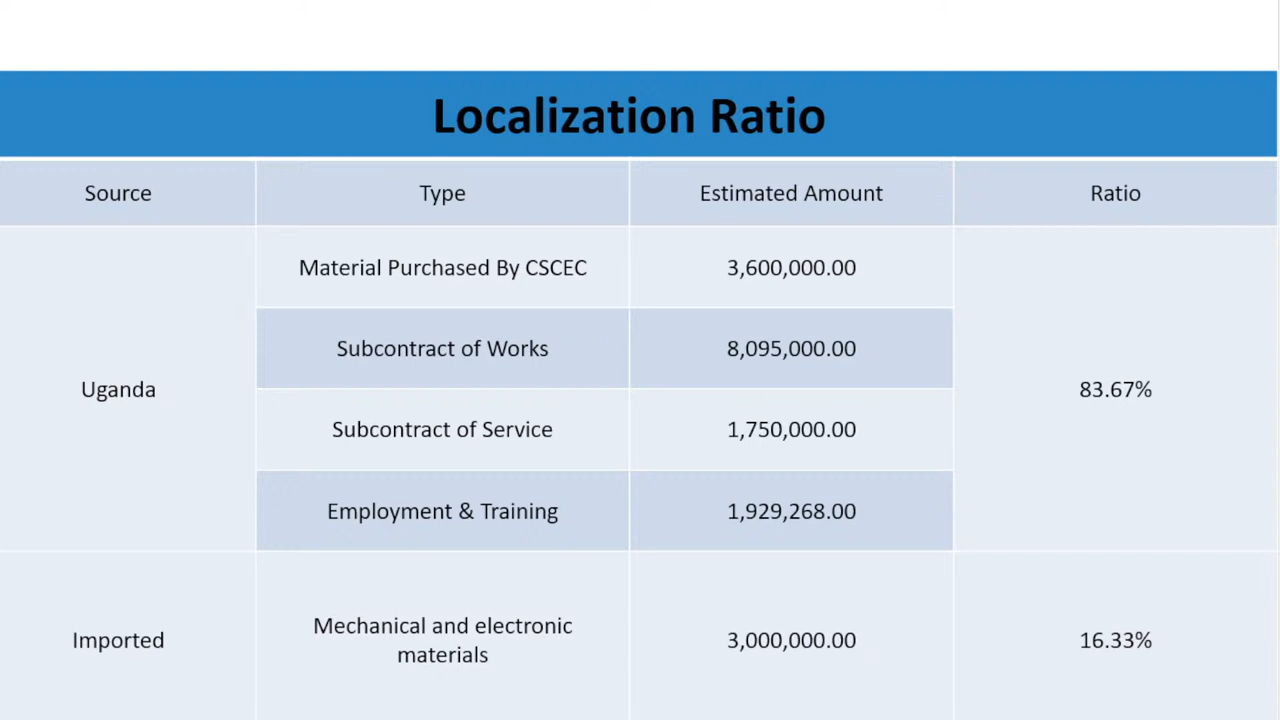 Localization Ratio
Source Type Estimated Amount Ratio
Material Purchased By CSCEC 3,600,000.00
Subcontract of Works 8,095,000.00
Uganda 83.67%
Subcontract of Service 1,750,000.00
Employment & Training 1,929,268.00
Mechanical and electronic
Imported 3,000,000.00 16.33%
materials